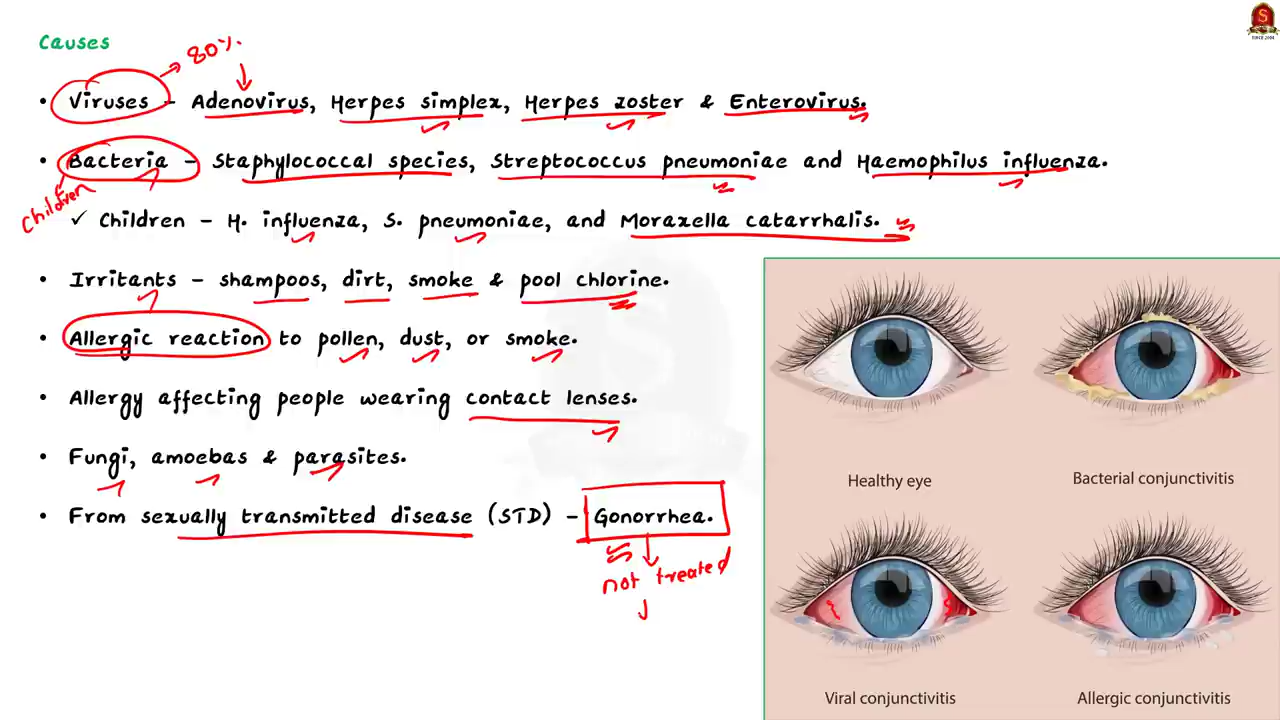 Causes
80%
• Viruses - Adenovirus, Herpes simplex, Herpes zoster & Enterovirus.
• Bacteria - Staphylococcal species, Streptococcus pneumoniae and Haemophilus influenza.
Children
✓ Children - H. influenza, S. pneumoniae, and Moraxella catarrhalis.
• Irritants - shampoos, dirt, smoke & pool chlorine.
• Allergic reaction to pollen, dust, or smoke.
• Allergy affecting people wearing contact lenses.
• Fungi, amoebas & parasites.
• From sexually transmitted disease (STD) - Gonorrhea.
not treated
Healthy eye
Bacterial conjunctivitis
Viral conjunctivitis
Allergic conjunctivitis
S
SINCE 2004